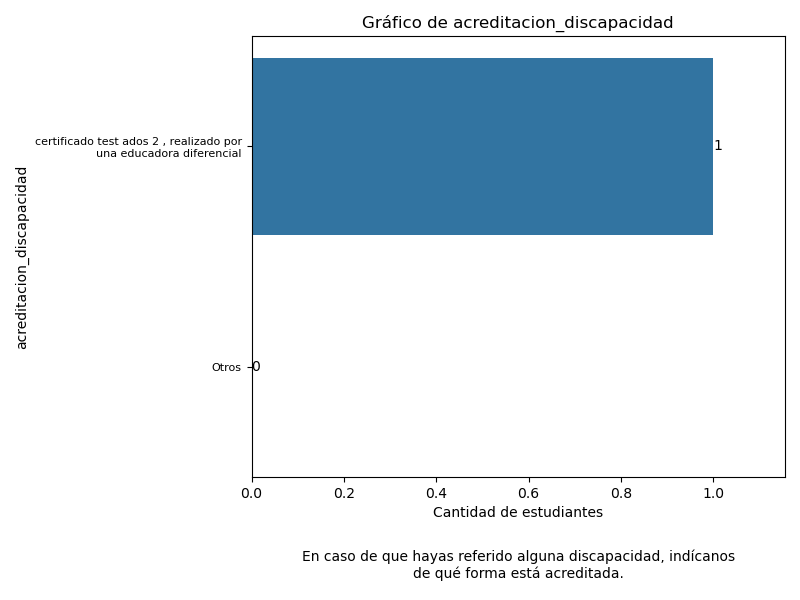 Gráfico de acreditacion_discapacidad
acreditacion_discapacidad
certificado test ados 2 , realizado por
una educadora diferencial
1
Otros
0
0.0 0.2 0.4 0.6 0.8 1.0
Cantidad de estudiantes
En caso de que hayas referido alguna discapacidad, indícanos
de qué forma está acreditada.